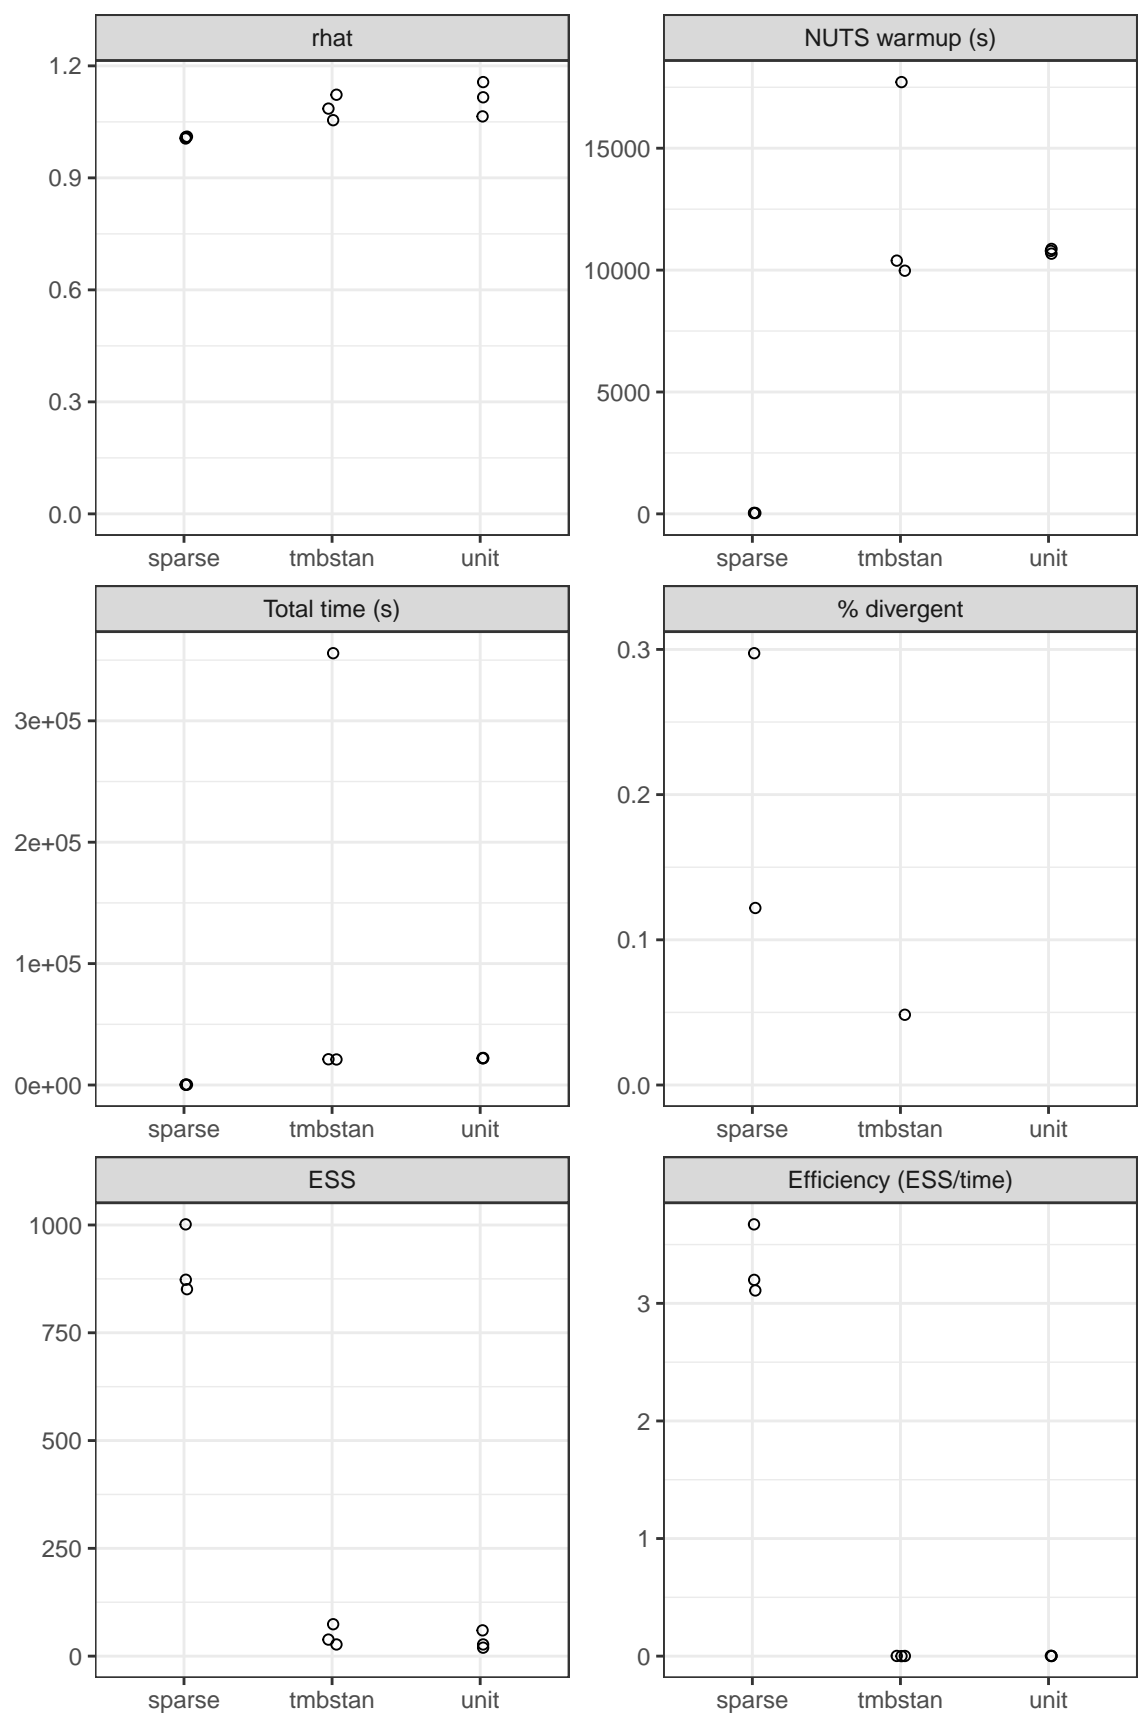 rhat
1.2
0.9
0.6
0.3
0.0
sparse tmbstan unit
NUTS warmup (s)
15000
10000
5000
0
sparse tmbstan unit
Total time (s)
3e+05
2e+05
1e+05
0e+00
sparse tmbstan unit
% divergent
0.3
0.2
0.1
0.0
sparse tmbstan unit
ESS
1000
750
500
250
0
sparse tmbstan unit
Efficiency (ESS/time)
3
2
1
0
sparse tmbstan unit